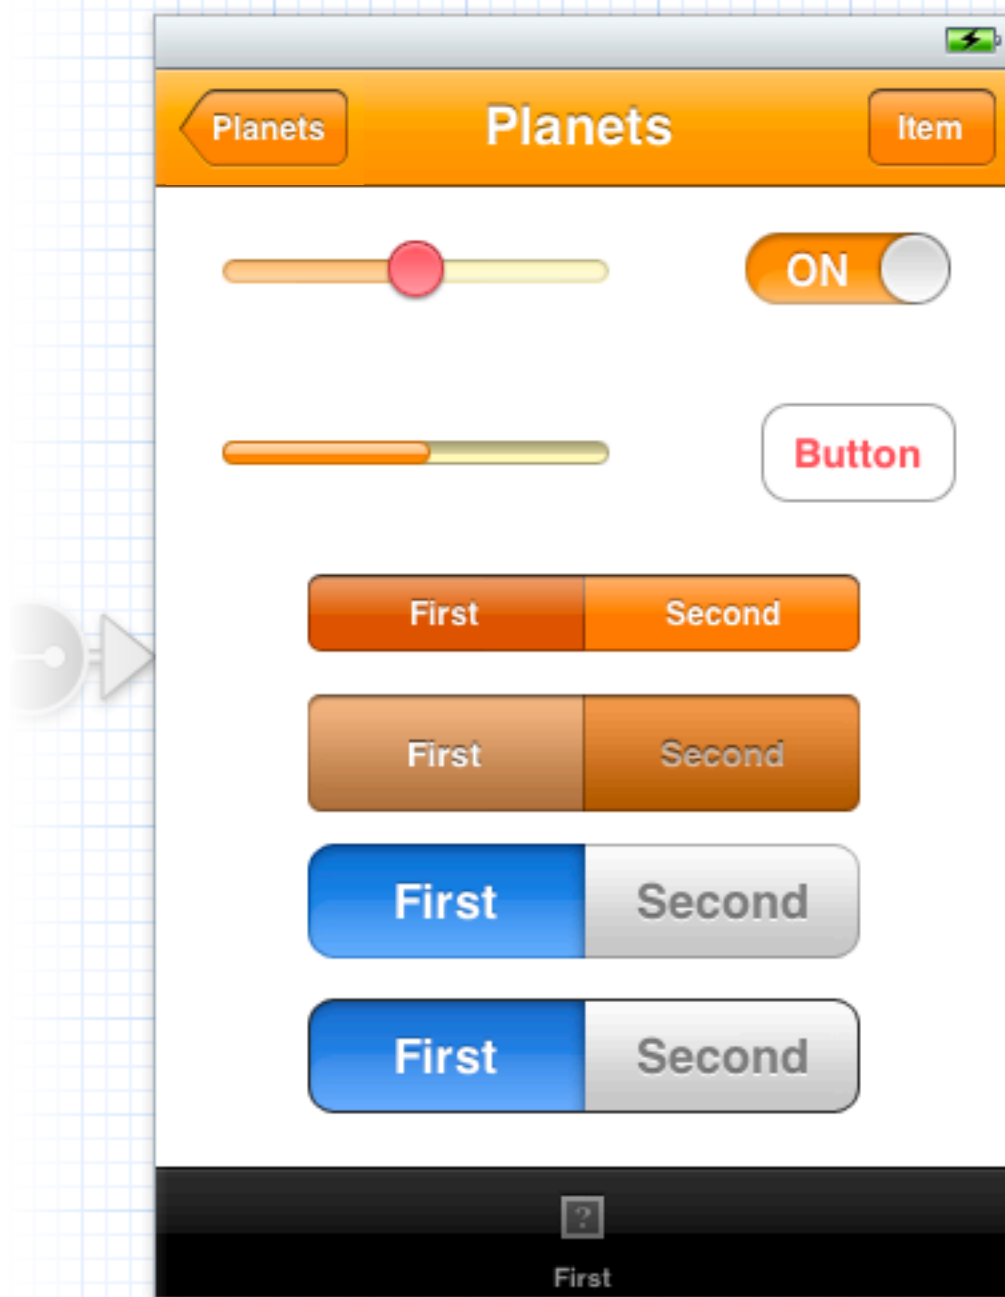 Planets Planets Item
ON
Button
First Second
First Second
First Second
First Second
?
First